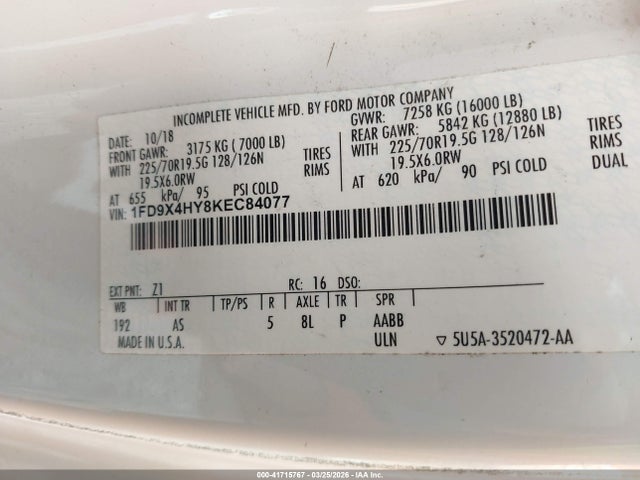 INCOMPLETE VEHICLE MFD. BY FORD MOTOR COMPANY
DATE: 10/18 GVWR: 7258 KG (16000 LB)
FRONT GAWR: 3175 KG (7000 LB) REAR GAWR: 5842 KG (12880 LB)
WITH 225/70R19.5G 128/126N TIRES WITH 225/70R19.5G 128/126N TIRES
19.5X6.0RW RIMS 19.5X6.0RW RIMS
AT 655 kPa/ 95 PSI COLD AT 620 kPa/ 90 PSI COLD DUAL
VIN: 1FD9X4HY8KEC84077
EXT PNT: Z1 RC: 16 DSO:
WB INT TR TP/PS R AXLE TR SPR
192 AS 5 8L P AABB
MADE IN U.S.A. ULN ▽ 5U5A-3520472-AA
000-41715767 - 03/25/2026 - IAAI.COM